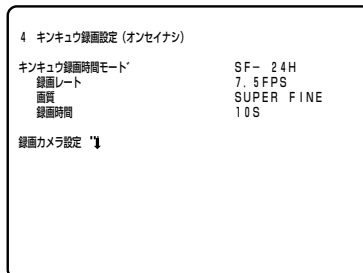 4 キンキュウ録画設定（オンセイナシ）
キンキュウ録画時間モード SF− 24H
録画レート 7.5FPS
画質 SUPER FINE
録画時間 10S
録画カメラ設定